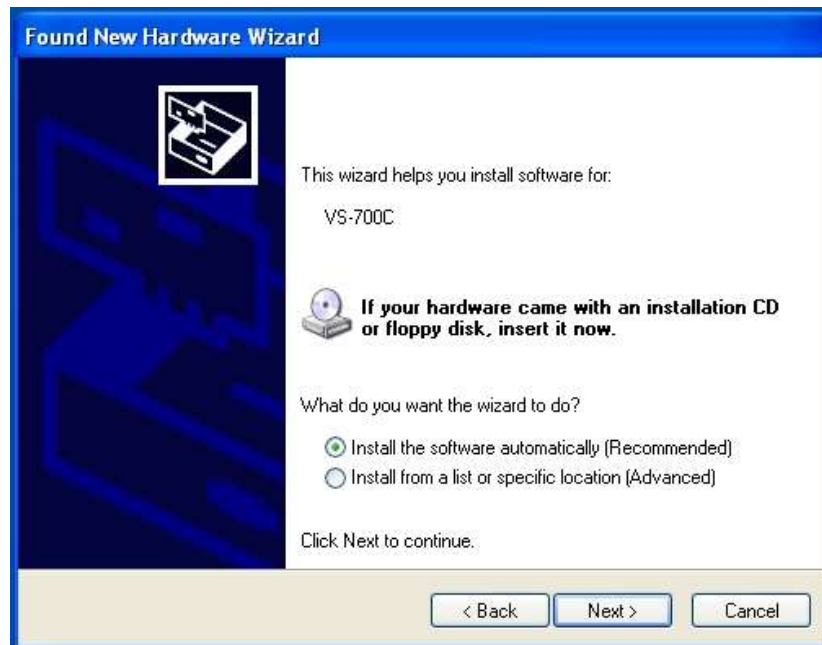 Found New Hardware Wizard
This wizard helps you install software for:
VS-700C
If your hardware came with an installation CD
or floppy disk, insert it now.
What do you want the wizard to do?
Install the software automatically (Recommended)
Install from a list or specific location (Advanced)
Click Next to continue.
< Back
Next >
Cancel